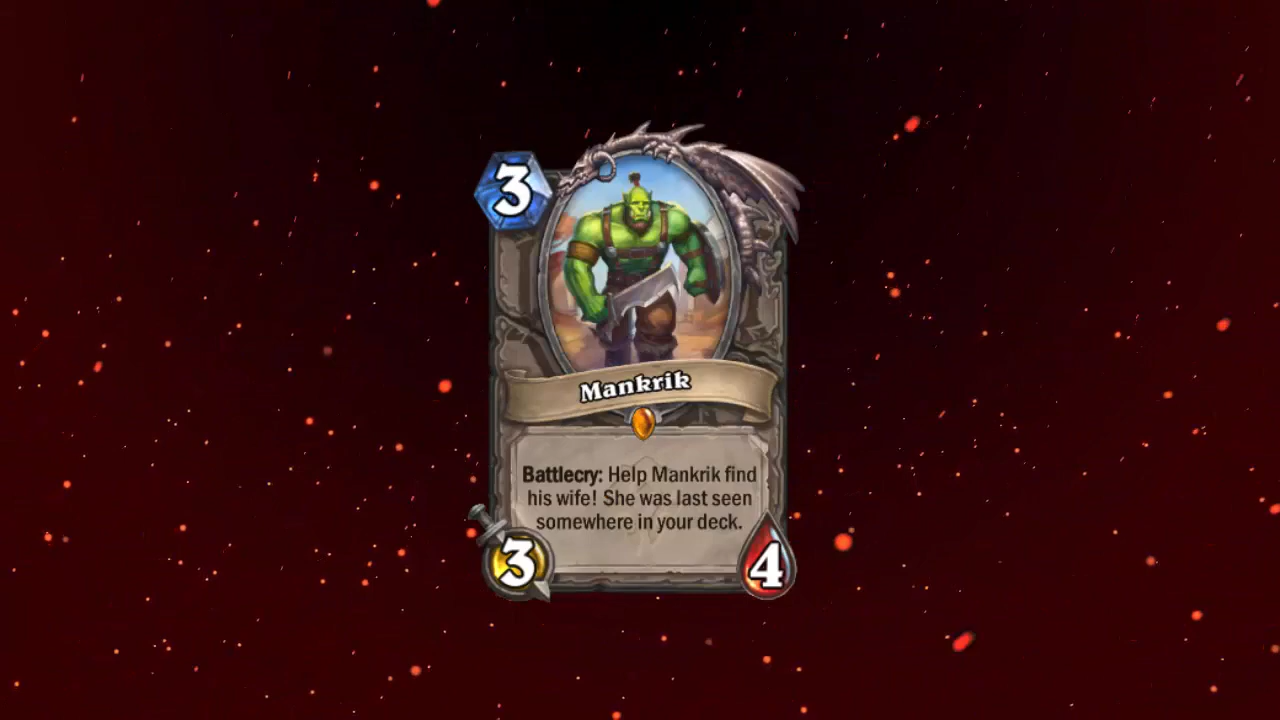 3
Mankrik
Battlecry: Help Mankrik find
his wife! She was last seen
somewhere in your deck.
3
4